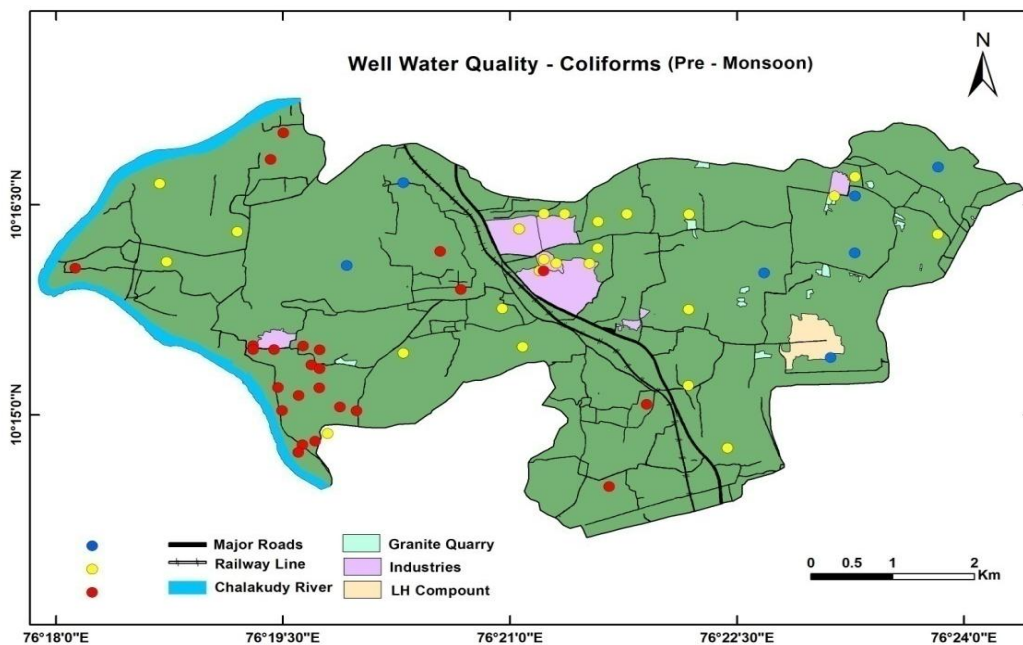 Well Water Quality - Coliforms (Pre - Monsoon)
N
10°16'30"N
10°15'0"N
Major Roads
Railway Line
Chalakudy River
Granite Quarry
Industries
LH Compount
0 0.5 1 2
Km
76°18'0"E 76°19'30"E 76°21'0"E 76°22'30"E 76°24'0"E